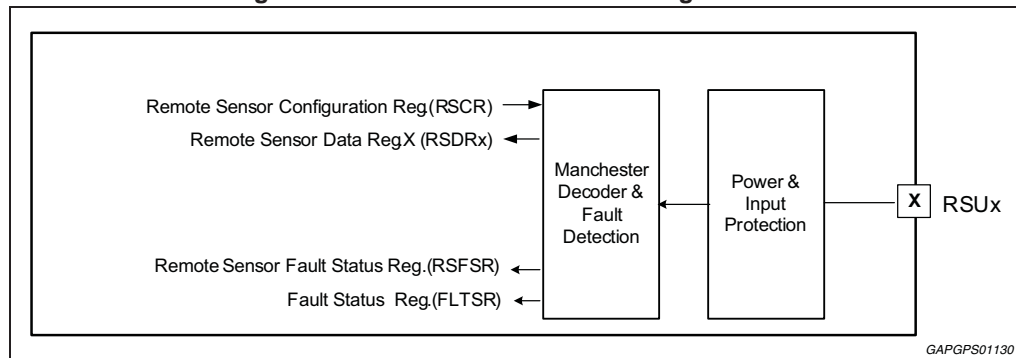 Remote Sensor Configuration Reg.(RSCR)
Remote Sensor Data Reg.X (RSDRx)
Manchester
Decoder &
Fault
Detection
Power &
Input
Protection
X RSUx
Remote Sensor Fault Status Reg.(RSFSR)
Fault Status Reg.(FLTSR)
GAPGPS01130